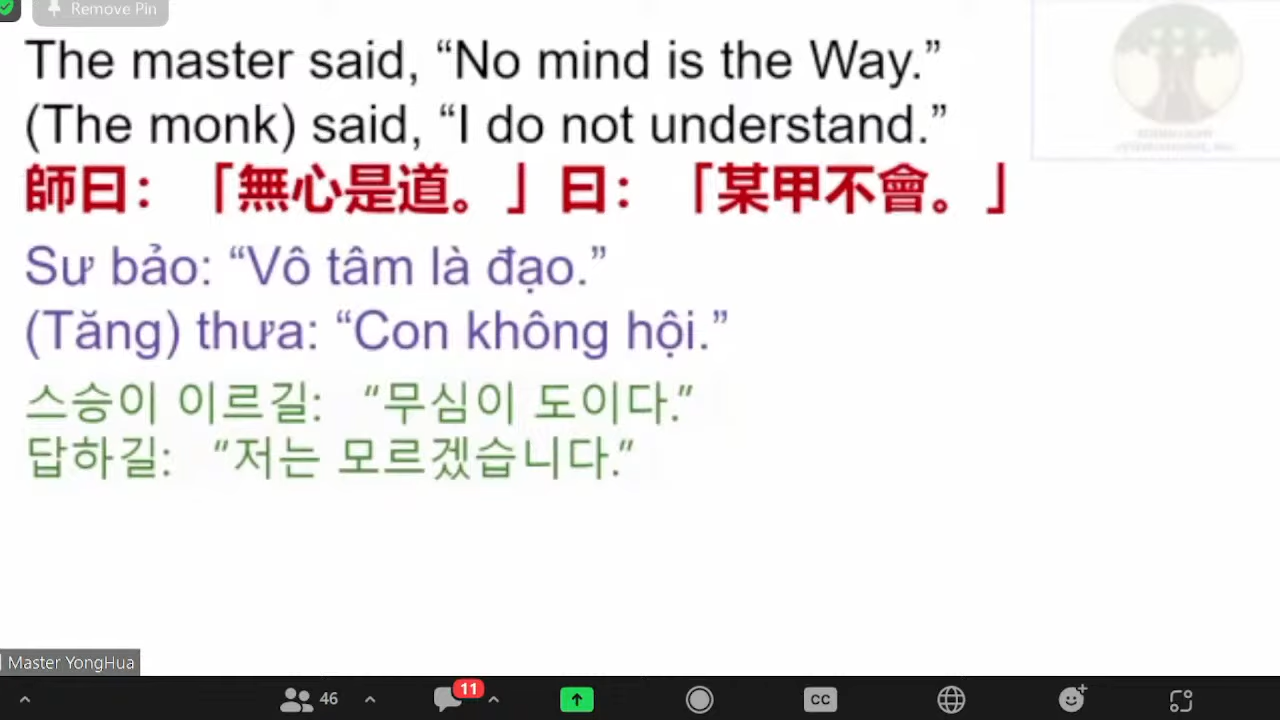 Remove Pin
The master said, “No mind is the Way.”
(The monk) said, “I do not understand.”
師曰：「無心是道。」曰：「某甲不會。」
Sư bảo: “Vô tâm là đạo.”
(Tăng) thưa: “Con không hội.”
스승이 이르길: “무심이 도이다.”
답하길: “저는 모르겠습니다.”
Master YongHua
46
11
CC